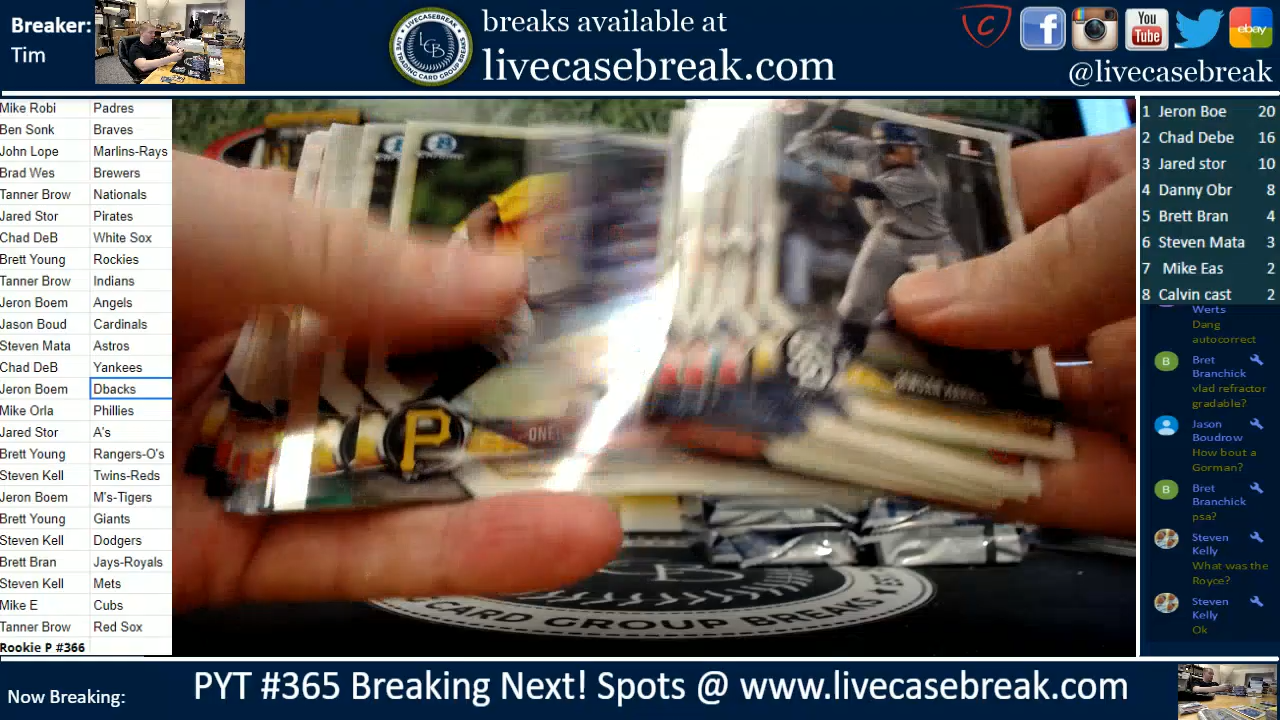 Breaker:
Tim
breaks available at
livecasebreak.com
You
Tube
ebay
@livecasebreak
Mike Robi Padres
Ben Sonk Braves
John Lope Marlins-Rays
Brad Wes Brewers
Tanner Brow Nationals
Jared Stor Pirates
Chad DeB White Sox
Brett Young Rockies
Tanner Brow Indians
Jeron Boem Angels
Jason Boud Cardinals
Steven Mata Astros
Chad DeB Yankees
Jeron Boem Dbacks
Mike Orla Phillies
Jared Stor A's
Brett Young Rangers-O's
Steven Kell Twins-Reds
Jeron Boem M's-Tigers
Brett Young Giants
Steven Kell Dodgers
Brett Bran Jays-Royals
Steven Kell Mets
Mike E Cubs
Tanner Brow Red Sox
Rookie P #366
P
CARD GROUP BREAKS
1 Jeron Boe 20
2 Chad Debe 16
3 Jared stor 10
4 Danny Obr 8
5 Brett Bran 4
6 Steven Mata 3
7 Mike Eas 2
8 Calvin cast 2
Werts
Dang
autocorrect
B Bret
Branchick
vlad refractor
gradable?
Jason
Boudrow
How bout a
Gorman?
B Bret
Branchick
psa?
Steven
Kelly
What was the
Royce?
Steven
Kelly
Ok
Now Breaking:
PYT #365 Breaking Next! Spots @ www.livecasebreak.com